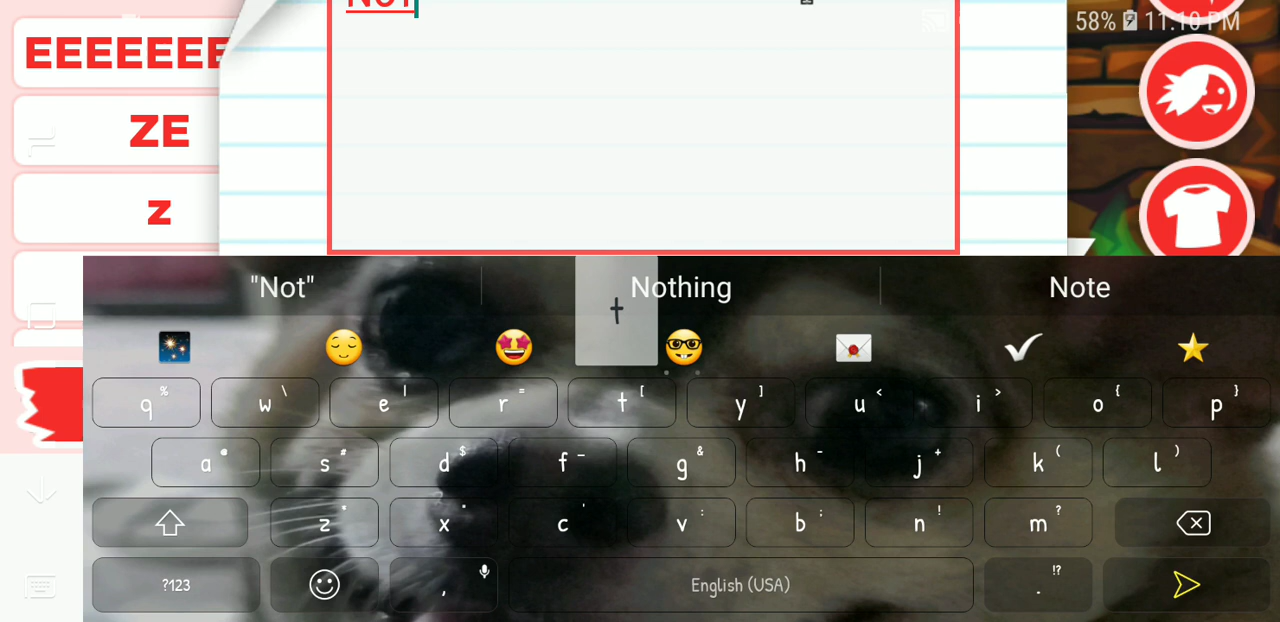 Not
58% 11.10 PM
EEEEEEE
ZE
z
"Not" Nothing Note
t
q % w \ e | r = t [ y ] u < i > o { p }
a @ s # d $ f _ g & h - j + k ( l )
z * x " c ' v : b ; n ! m ?
?123 , English (USA) . !?